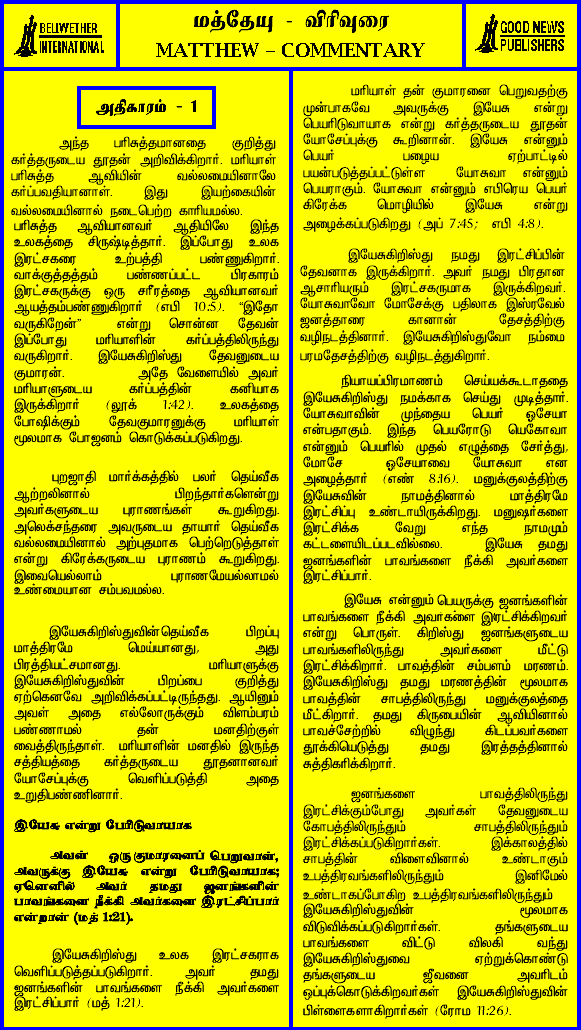 BELLWETHER
INTERNATIONAL
மத்தேயு - விரிவுரை
MATTHEW – COMMENTARY
GOOD NEWS
PUBLISHERS
அதிகாரம் - 1
அந்த பரிசுத்தமானதை குறித்து
கர்த்தருடைய தூதன் அறிவிக்கிறார். மரியாள்
பரிசுத்த ஆவியின் வல்லமையினாலே
கர்ப்பவதியானாள். இது இயற்கையின்
வல்லமையினால் நடைபெற்ற காரியமல்ல.
பரிசுத்த ஆவியானவர் ஆதியிலே இந்த
உலகத்தை சிருஷ்டித்தார். இப்போது உலக
இரட்சகரை உற்பத்தி பண்ணுகிறார்.
வாக்குத்தத்தம் பண்ணப்பட்ட பிரகாரம்
இரட்சகருக்கு ஒரு சரீரத்தை ஆவியானவர்
ஆயத்தம்பண்ணுகிறார் (எபி 10:5). “இதோ
வருகிறேன்” என்று சொன்ன தேவன்
இப்போது மரியாளின் கர்ப்பத்திலிருந்து
வருகிறார். இயேசுகிறிஸ்து தேவனுடைய
குமாரன். அதே வேளையில் அவர்
மரியாளுடைய கர்ப்பத்தின் கனியாக
இருக்கிறார் (லூக் 1:42). உலகத்தை
போஷிக்கும் தேவகுமாரனுக்கு மரியாள்
மூலமாக போஜனம் கொடுக்கப்படுகிறது.
புறஜாதி மார்க்கத்தில் பலர் தெய்வீக
ஆற்றலினால் பிறந்தார்களென்று
அவர்களுடைய புராணங்கள் கூறுகிறது.
அலெக்சந்தரை அவருடைய தாயார் தெய்வீக
வல்லமையினால் அற்புதமாக பெற்றெடுத்தாள்
என்று கிரேக்கருடைய புராணம் கூறுகிறது.
இவையெல்லாம் புராணமேயல்லாமல்
உண்மையான சம்பவமல்ல.
இயேசுகிறிஸ்துவின் தெய்வீக பிறப்பு
மாத்திரமே மெய்யானது, அது
பிரத்தியட்சமானது. மரியாளுக்கு
இயேசுகிறிஸ்துவின் பிறப்பை குறித்து
ஏற்கெனவே அறிவிக்கப்பட்டிருந்தது. ஆயினும்
அவள் அதை எல்லோருக்கும் விளம்பரம்
பண்ணாமல் தன் மனதிற்குள்
வைத்திருந்தாள். மரியாளின் மனதில் இருந்த
சத்தியத்தை கர்த்தருடைய தூதனானவர்
யோசேப்புக்கு வெளிப்படுத்தி அதை
உறுதிபண்ணினார்.
இயேசு என்று பேரிடுவாயாக
அவள் ஒரு குமாரனைப் பெறுவாள்,
அவருக்கு இயேசு என்று பேரிடுவாயாக;
ஏனெனில் அவர் தமது ஜனங்களின்
பாவங்களை நீக்கி அவர்களை இரட்சிப்பார்
என்றான் (மத் 1:21).
இயேசுகிறிஸ்து உலக இரட்சகராக
வெளிப்படுத்தப்படுகிறார். அவர் தமது
ஜனங்களின் பாவங்களை நீக்கி அவர்களை
இரட்சிப்பார் (மத் 1:21).
மரியாள் தன் குமாரனை பெறுவதற்கு
முன்பாகவே அவருக்கு இயேசு என்று
பெயரிடுவாயாக என்று கர்த்தருடைய தூதன்
யோசேப்புக்கு கூறினான். இயேசு என்னும்
பெயர் பழைய ஏற்பாட்டில்
பயன்படுத்தப்பட்டுள்ள யோசுவா என்னும்
பெயராகும். யோசுவா என்னும் எபிரெய பெயர்
கிரேக்க மொழியில் இயேசு என்று
அழைக்கப்படுகிறது (அப் 7:45; எபி 4:8).
இயேசுகிறிஸ்து நமது இரட்சிப்பின்
தேவனாக இருக்கிறார். அவர் நமது பிரதான
ஆசாரியரும் இரட்சகருமாக இருக்கிறவர்.
யோசுவாவோ மோசேக்கு பதிலாக இஸ்ரவேல்
ஜனத்தாரை கானான் தேசத்திற்கு
வழிநடத்தினார். இயேசுகிறிஸ்துவோ நம்மை
பரமதேசத்திற்கு வழிநடத்துகிறார்.
நியாயப்பிரமாணம் செய்யக்கூடாததை
இயேசுகிறிஸ்து நமக்காக செய்து முடித்தார்.
யோசுவாவின் முந்தைய பெயர் ஓசேயா
என்பதாகும். இந்த பெயரோடு யெகோவா
என்னும் பெயரில் முதல் எழுத்தை சேர்த்து,
மோசே ஓசேயாவை யோசுவா என
அழைத்தார் (எண் 8:16). மனுக்குலத்திற்கு
இயேசுவின் நாமத்தினால் மாத்திரமே
இரட்சிப்பு உண்டாயிருக்கிறது. மனுஷர்களை
இரட்சிக்க வேறு எந்த நாமமும்
கட்டளையிடப்படவில்லை. இயேசு தமது
ஜனங்களின் பாவங்களை நீக்கி அவர்களை
இரட்சிப்பார்.
இயேசு என்னும் பெயருக்கு ஜனங்களின்
பாவங்களை நீக்கி அவர்களை இரட்சிக்கிறவர்
என்று பொருள். கிறிஸ்து ஜனங்களுடைய
பாவங்களிலிருந்து அவர்களை மீட்டு
இரட்சிக்கிறார். பாவத்தின் சம்பளம் மரணம்.
இயேசுகிறிஸ்து தமது மரணத்தின் மூலமாக
பாவத்தின் சாபத்திலிருந்து மனுக்குலத்தை
மீட்கிறார். தமது கிருபையின் ஆவியினால்
பாவச்சேற்றில் விழுந்து கிடப்பவர்களை
தூக்கியெடுத்து தமது இரத்தத்தினால்
சுத்திகரிக்கிறார்.
ஜனங்களை பாவத்திலிருந்து
இரட்சிக்கும்போது அவர்கள் தேவனுடைய
கோபத்திலிருந்தும் சாபத்திலிருந்தும்
இரட்சிக்கப்படுகிறார்கள். இக்காலத்தில்
சாபத்தின் விளைவினால் உண்டாகும்
உபத்திரவங்களிலிருந்தும் இனிமேல்
உண்டாகப்போகிற உபத்திரவங்களிலிருந்தும்
இயேசுகிறிஸ்துவின் மூலமாக
விடுவிக்கப்படுகிறார்கள். தங்களுடைய
பாவங்களை விட்டு விலகி வந்து
இயேசுகிறிஸ்துவை ஏற்றுக்கொண்டு
தங்களுடைய ஜீவனை அவரிடம்
ஒப்புக்கொடுக்கிறவர்கள் இயேசுகிறிஸ்துவின்
பிள்ளைகளாகிறார்கள் (ரோம 11:26).